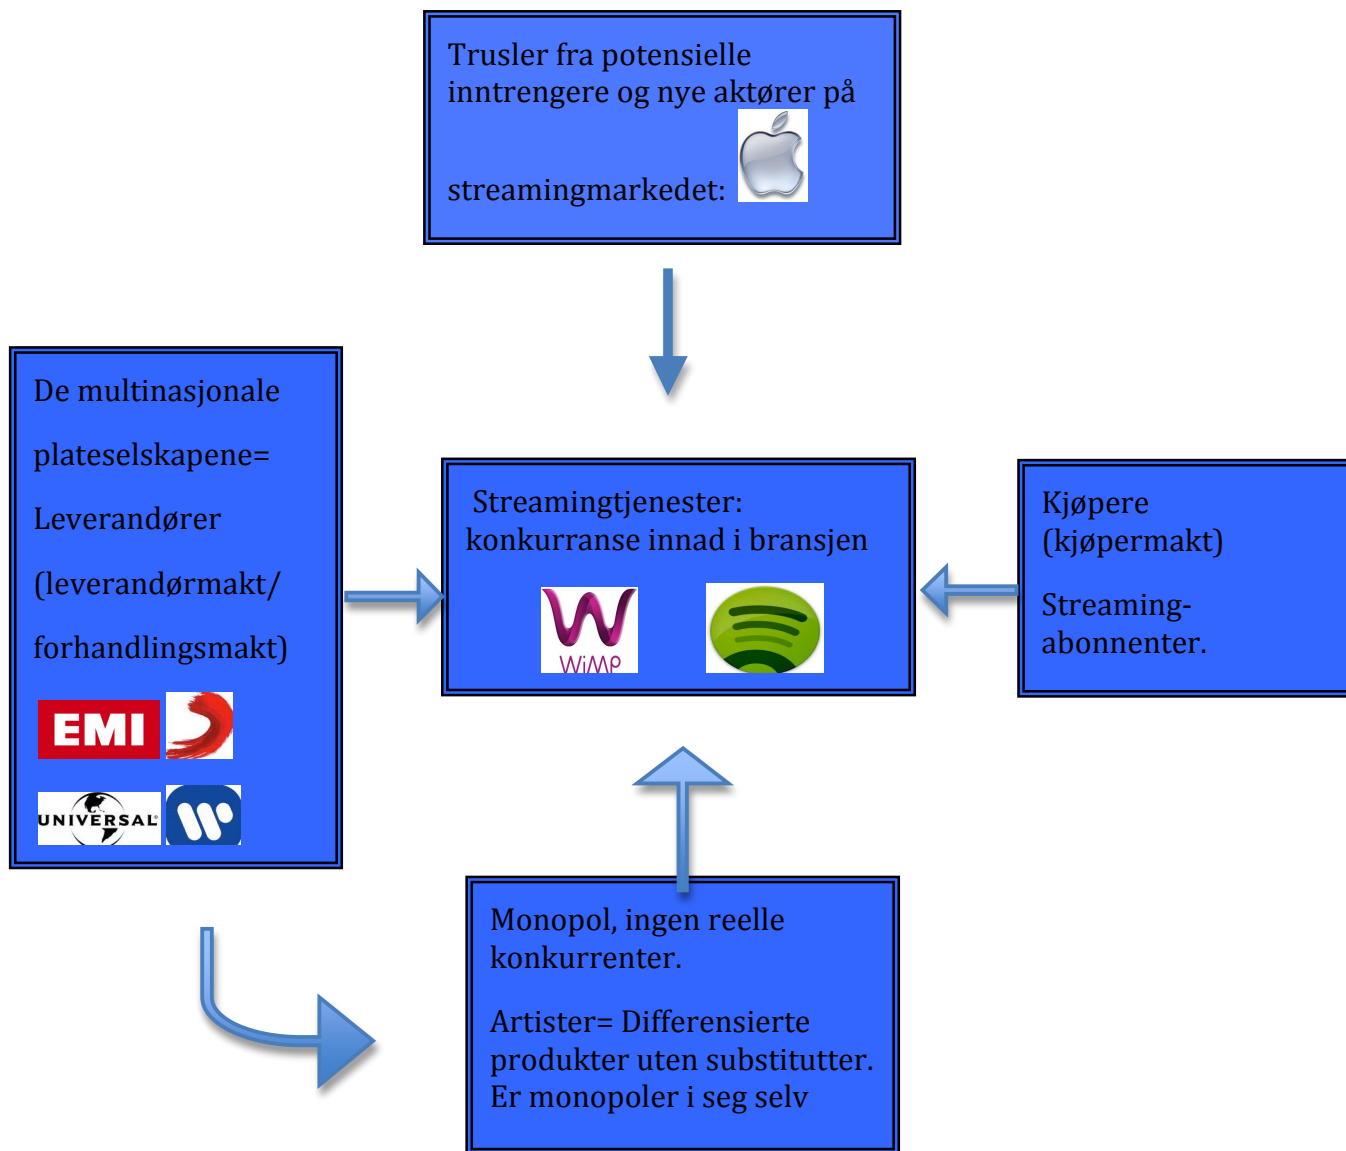 Trusler fra potensielle
inntrengere og nye aktører på
streamingmarkedet:
De multinasjonale
plateselskapene=
Leverandører
(leverandørmakt/
forhandlingsmakt)
EMI
UNIVERSAL
Streamingtjenester:
konkurranse innad i bransjen
WiMP
Kjøpere
(kjøpermakt)
Streaming-
abonnenter.
Monopol, ingen reelle
konkurrenter.
Artister= Differensierte
produkter uten substitutter.
Er monopoler i seg selv